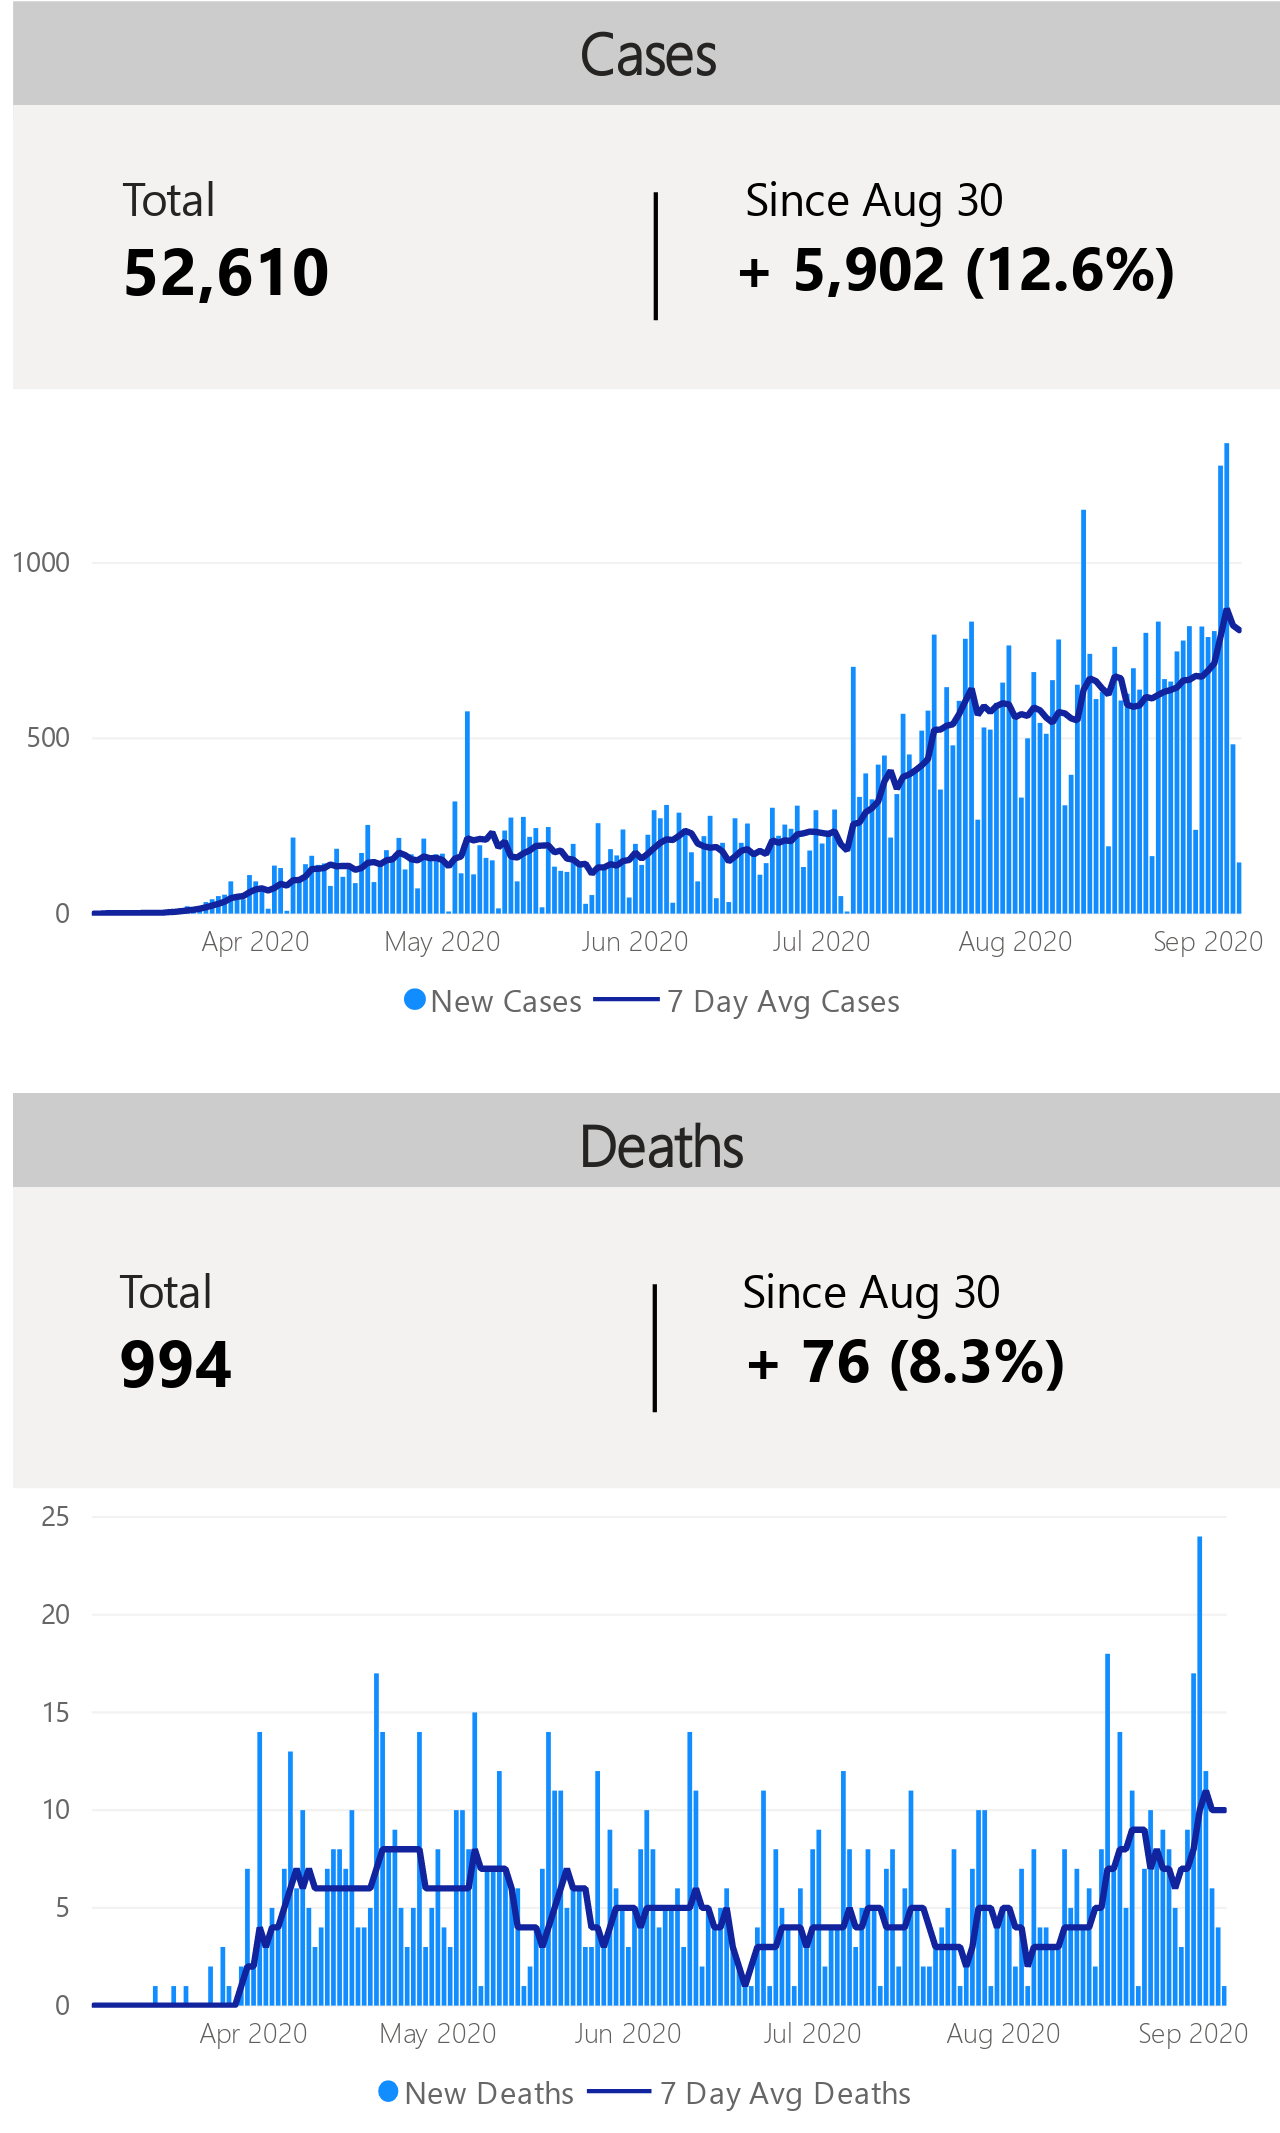 Cases
Total
Since Aug 30
52,610
+ 5,902 (12.6%)
1000
500
0
Apr 2020 May 2020 Jun 2020 Jul 2020 Aug 2020 Sep 2020
New Cases 7 Day Avg Cases
Deaths
Total
Since Aug 30
994
+ 76 (8.3%)
25
20
15
10
5
0
Apr 2020 May 2020 Jun 2020 Jul 2020 Aug 2020 Sep 2020
New Deaths 7 Day Avg Deaths